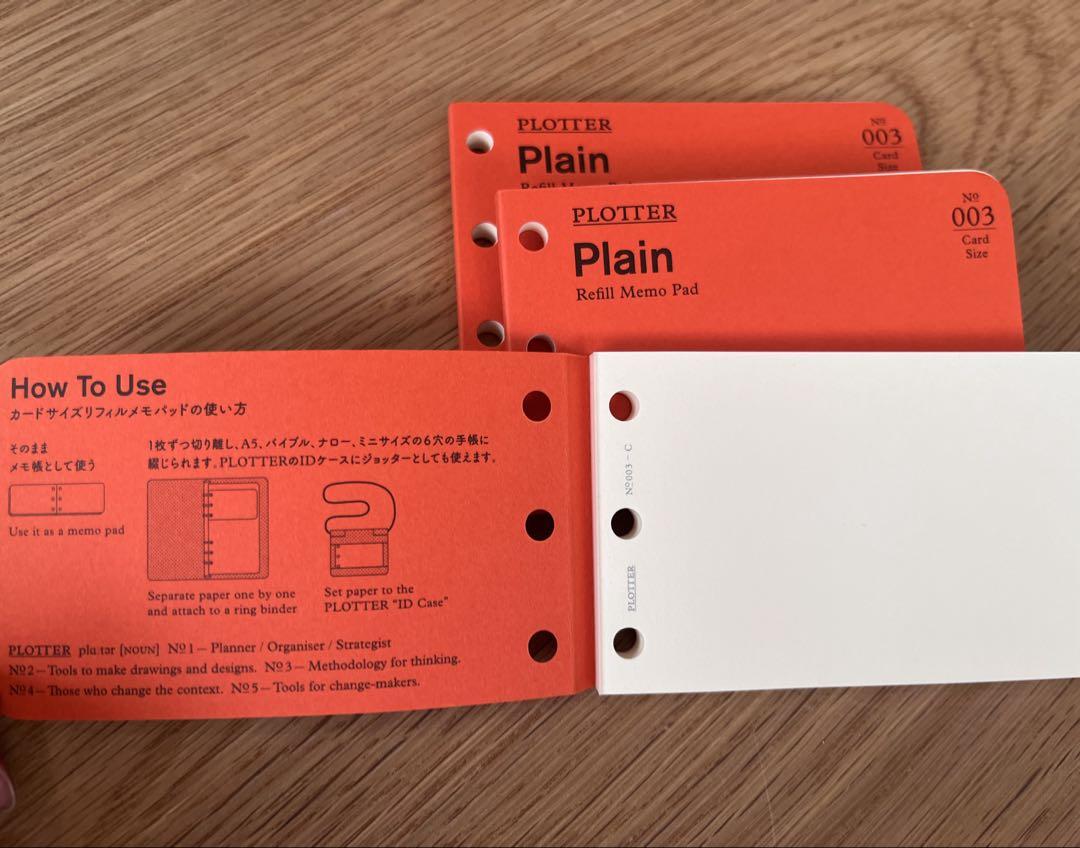 PLOTTER
Plain
Nº
003
Card
Size
PLOTTER
Plain
Refill Memo Pad
Nº
003
Card
Size
How To Use
カードサイズリフィルメモパッドの使い方
そのまま
メモ帳として使う
Use it as a memo pad
1枚ずつ切り離し、A5、バイブル、ナロー、ミニサイズの6穴の手帳に
綴じられます。PLOTTERのIDケースにジョッターとしても使えます。
Separate paper one by one
and attach to a ring binder
Set paper to the
PLOTTER “ID Case”
PLOTTER plɑːtər [NOUN] Nº1—Planner / Organiser / Strategist
Nº2—Tools to make drawings and designs. Nº3—Methodology for thinking.
Nº4—Those who change the context. Nº5—Tools for change-makers.
Nº003 - C
PLOTTER